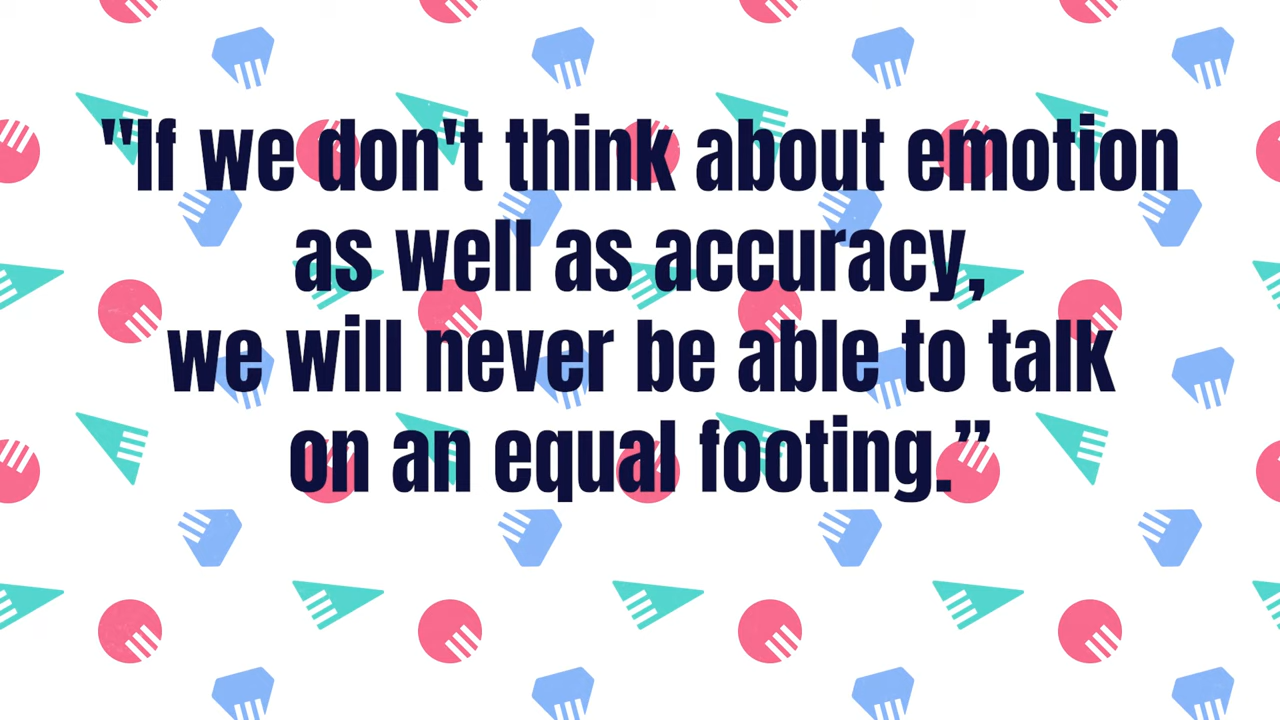 "If we don't think about emotion
as well as accuracy,
we will never be able to talk
on an equal footing.”